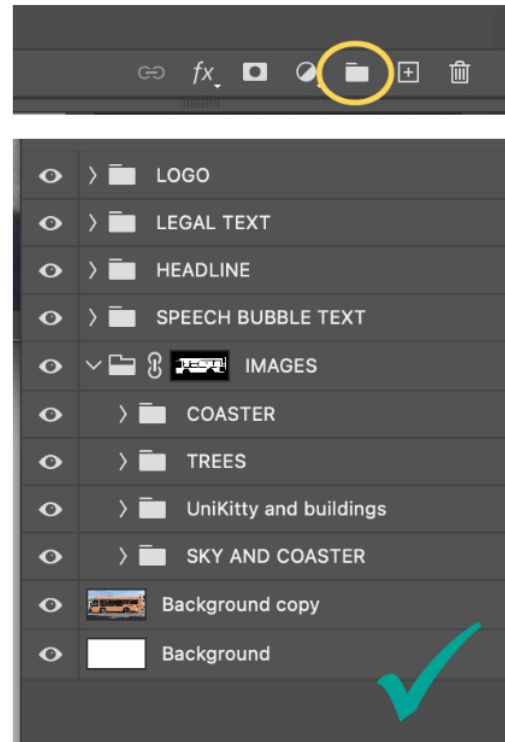 fx
LOGO
LEGAL TEXT
HEADLINE
SPEECH BUBBLE TEXT
IMAGES
COASTER
TREES
UniKitty and buildings
SKY AND COASTER
Background copy
Background